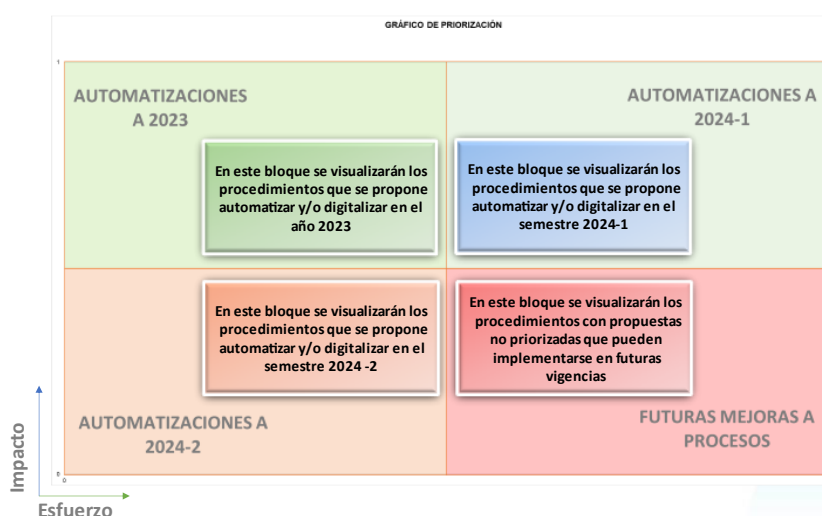 GRÁFICO DE PRIORIZACIÓN
1
AUTOMATIZACIONES
A 2023
AUTOMATIZACIONES A
2024-1
En este bloque se visualizarán los
procedimientos que se propone
automatizar y/o digitalizar en el
año 2023
En este bloque se visualizarán los
procedimientos que se propone
automatizar y/o digitalizar en el
semestre 2024-1
En este bloque se visualizarán los
procedimientos que se propone
automatizar y/o digitalizar en el
semestre 2024 -2
En este bloque se visualizarán los
procedimientos con propuestas
no priorizadas que pueden
implementarse en futuras
vigencias
AUTOMATIZACIONES A
2024-2
FUTURAS MEJORAS A
PROCESOS
0
0
Impacto
Esfuerzo